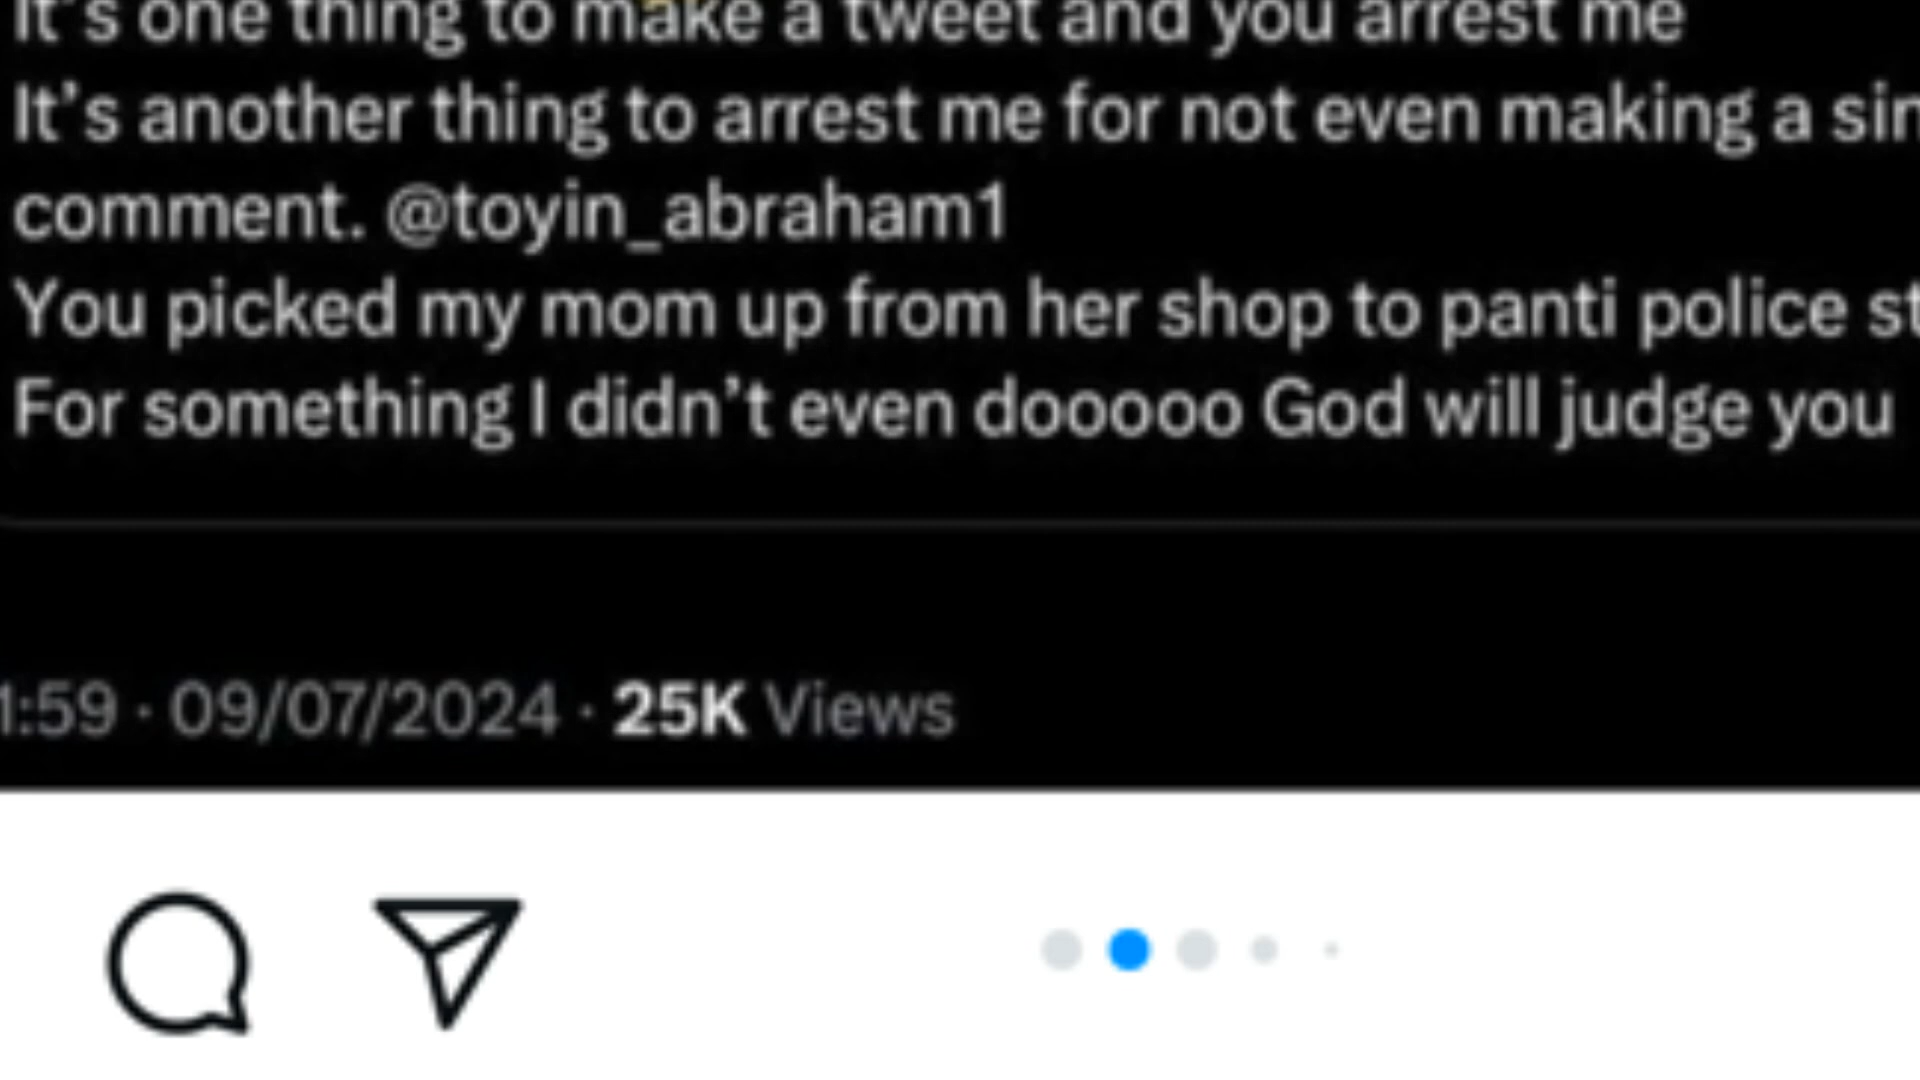 It’s one thing to make a tweet and you arrest me
It’s another thing to arrest me for not even making a
comment. @toyin_abraham1
You picked my mom up from her shop to panti police
For something I didn’t even dooooo God will judge you
1:59 · 09/07/2024 · 25K Views